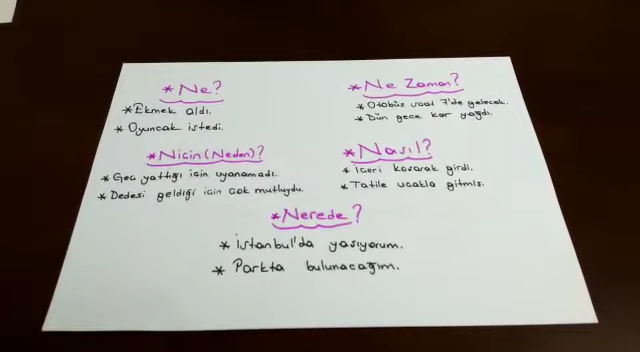 * Ne?
* Ekmek aldı.
* Oyuncak istedi.
* Ne Zaman?
* Otobüs saat 7'de gelecek.
* Dün gece kar yağdı.
* Niçin (Neden)?
* Geç yattığı için uyanamadı.
* Dedesi geldiği için çok mutluydu.
* Nasıl?
* İçeri koşarak girdi.
* Tatile uçakla gitmiş.
* Nerede?
* İstanbul'da yaşıyorum.
* Parkta bulunacağım.